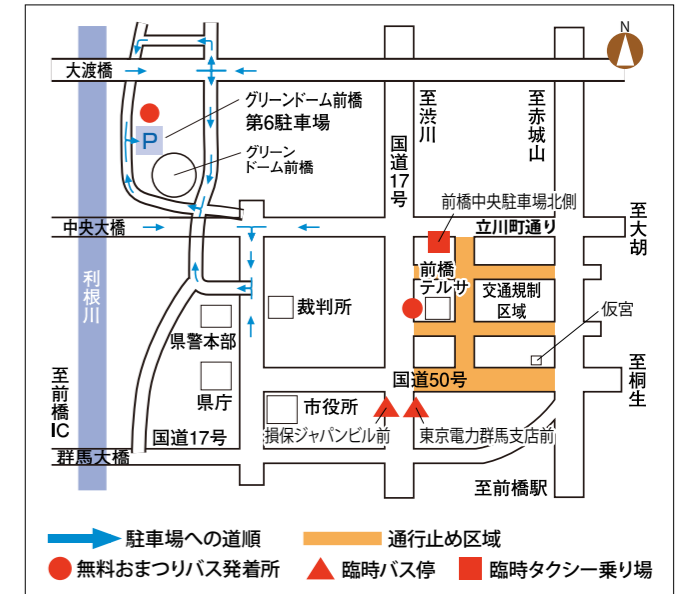 N
大渡橋
グリーンドーム前橋
第6駐車場
P
グリーン
ドーム前橋
国道17号
至渋川
至赤城山
前橋中央駐車場北側
中央大橋
立川町通り
至大胡
利根川
前橋
テルサ
交通規制
区域
仮宮
裁判所
県警本部
県庁
国道50号
至桐生
至前橋IC
市役所
国道17号
損保ジャパンビル前
東京電力群馬支店前
群馬大橋
至前橋駅
駐車場への道順
通行止め区域
無料おまつりバス発着所
臨時バス停
臨時タクシー乗り場